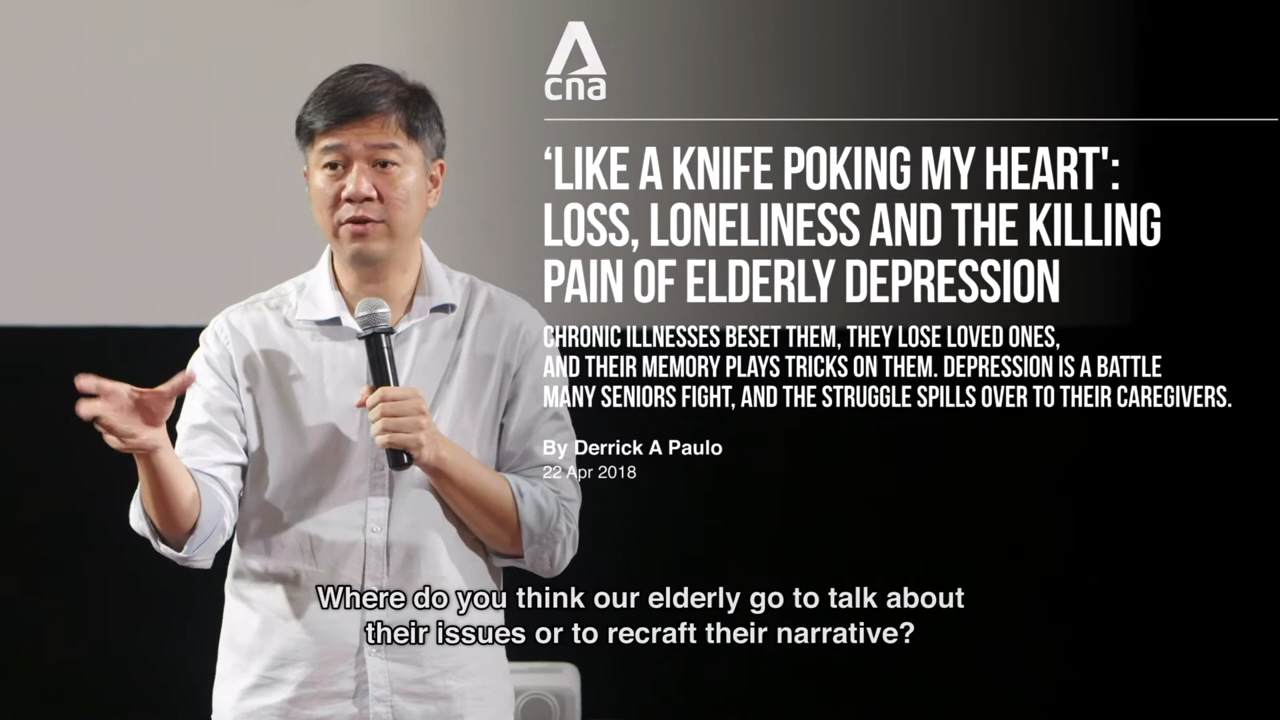 cna
‘LIKE A KNIFE POKING MY HEART':
LOSS, LONELINESS AND THE KILLING
PAIN OF ELDERLY DEPRESSION
CHRONIC ILLNESSES BESET THEM, THEY LOSE LOVED ONES,
AND THEIR MEMORY PLAYS TRICKS ON THEM. DEPRESSION IS A BATTLE
MANY SENIORS FIGHT, AND THE STRUGGLE SPILLS OVER TO THEIR CAREGIVERS.
By Derrick A Paulo
22 Apr 2018
Where do you think our elderly go to talk about
their issues or to recraft their narrative?